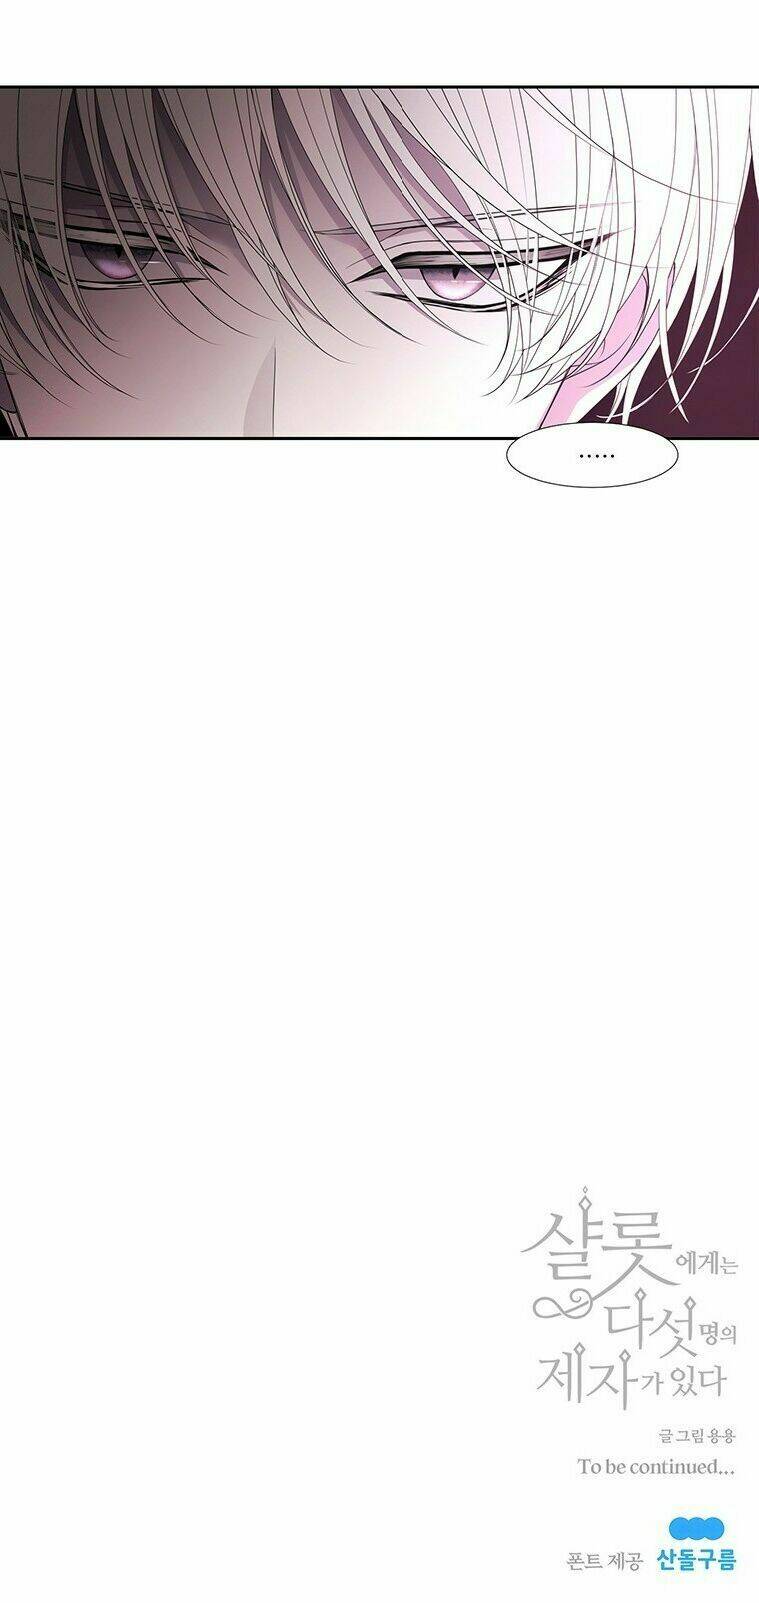 .....
샬롯에게는
다섯명의
제자가 있다
글 그림 용용
To be continued...
폰트 제공 산돌구름